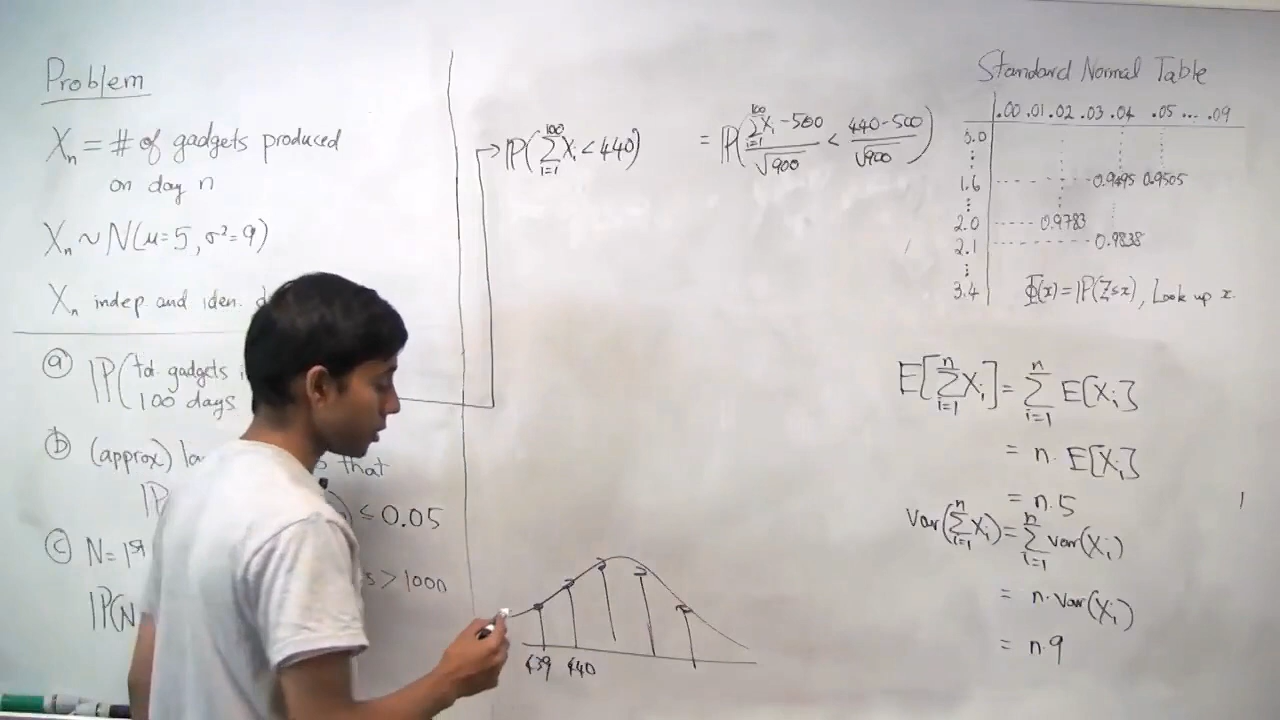 Problem
Xₙ = # of gadgets produced
on day n
Xₙ ~ N(μ=5, σ²=9)
Xₙ indep and iden. d
ⓐ P(tot. gadgets i
100 days
ⓑ (approx) la that
P ) ≤ 0.05
ⓒ N = 1st s > 1000
P(N
P(∑_{i=1}^{100} Xᵢ < 440) = P((∑_{i=1}^{100} Xᵢ - 500)/√900 < (440-500)/√900)
439 440
Standard Normal Table
.00 .01 .02 .03 .04 .05 ... .09
3.0
⋮
1.6 0.9495 0.9505
⋮
2.0 0.9783
2.1 0.9838
⋮
3.4 Φ(x) = P(Z≤x), Look up x.
E[∑_{i=1}^{n} Xᵢ] = ∑_{i=1}^{n} E[Xᵢ]
= n. E[Xᵢ]
= n.5
Var(∑_{i=1}^{n} Xᵢ) = ∑_{i=1}^{n} var(Xᵢ)
= n.var(Xᵢ)
= n.9